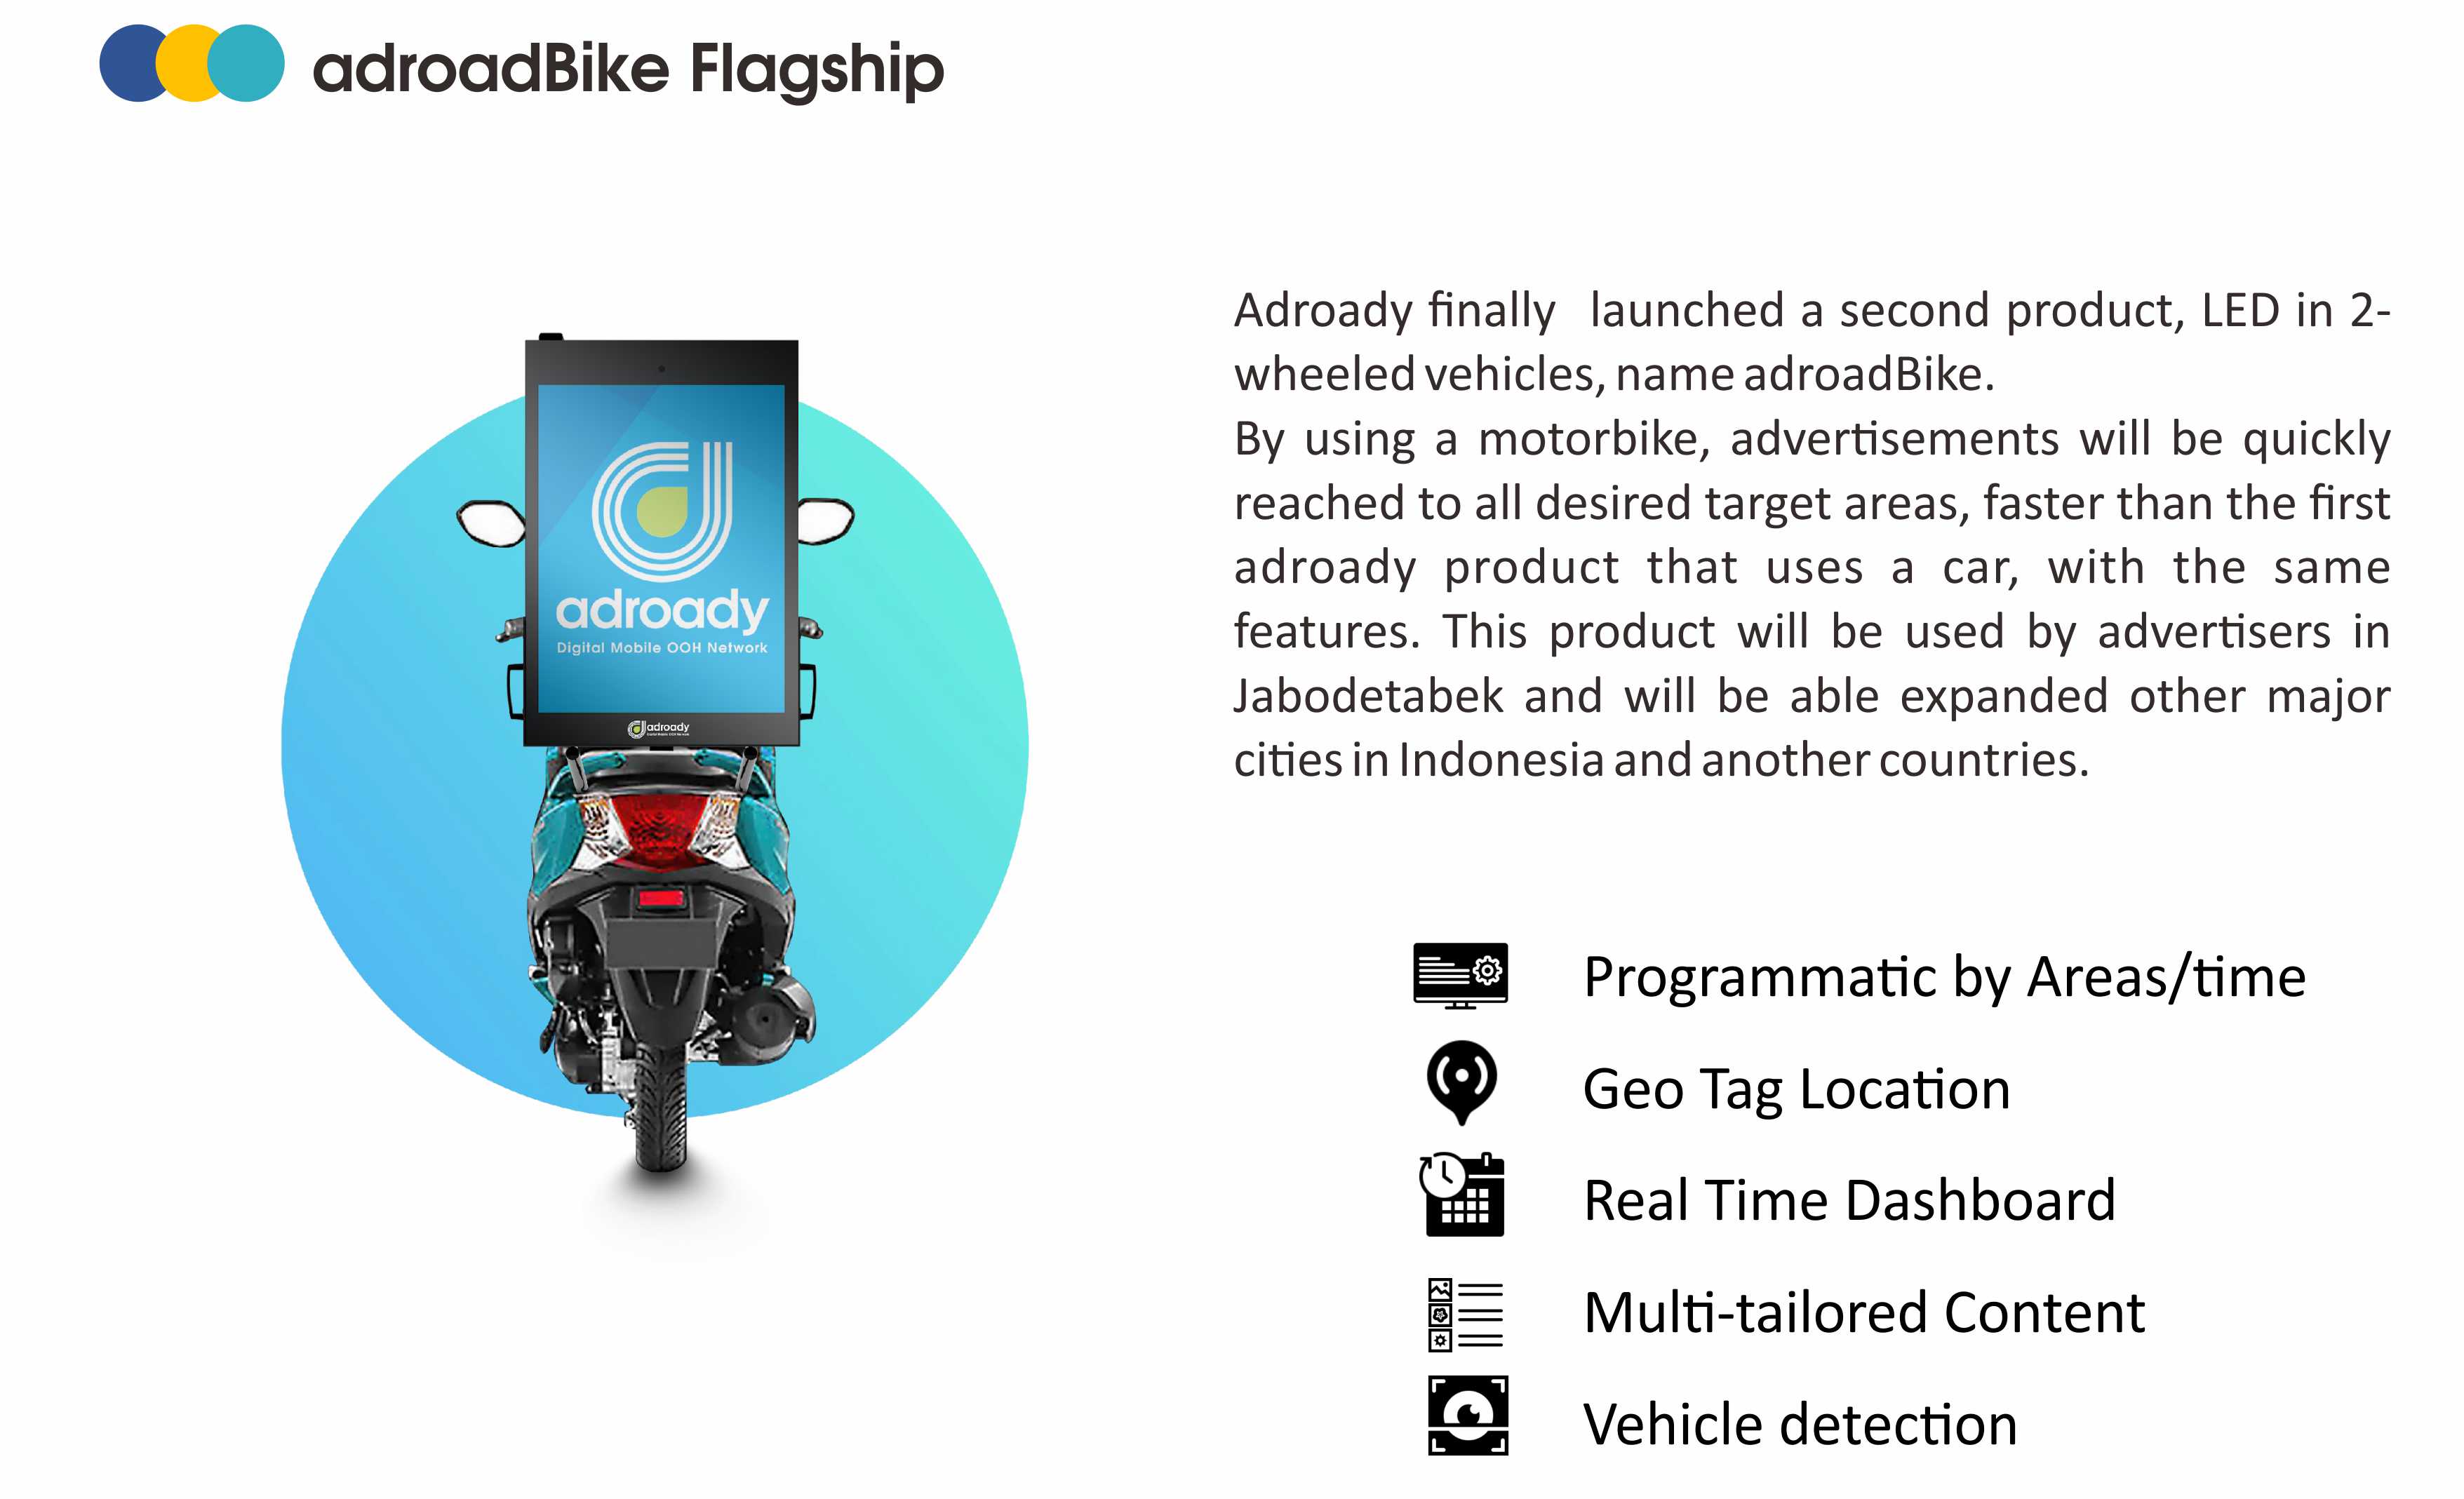 adroadBike Flagship
adroady
Digital Mobile OOH Network
adroady
Adroady finally launched a second product, LED in 2-
wheeled vehicles, name adroadBike.
By using a motorbike, advertisements will be quickly
reached to all desired target areas, faster than the first
adroady product that uses a car, with the same
features. This product will be used by advertisers in
Jabodetabek and will be able expanded other major
cities in Indonesia and another countries.
Programmatic by Areas/time
Geo Tag Location
Real Time Dashboard
Multi-tailored Content
Vehicle detection